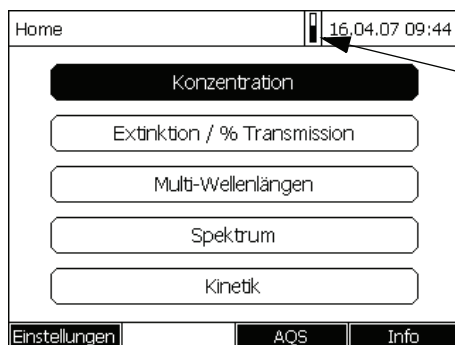 Home 16.04.07 09:44
Konzentration
Extinktion / % Transmission
Multi-Wellenlängen
Spektrum
Kinetik
Einstellungen AQS Info